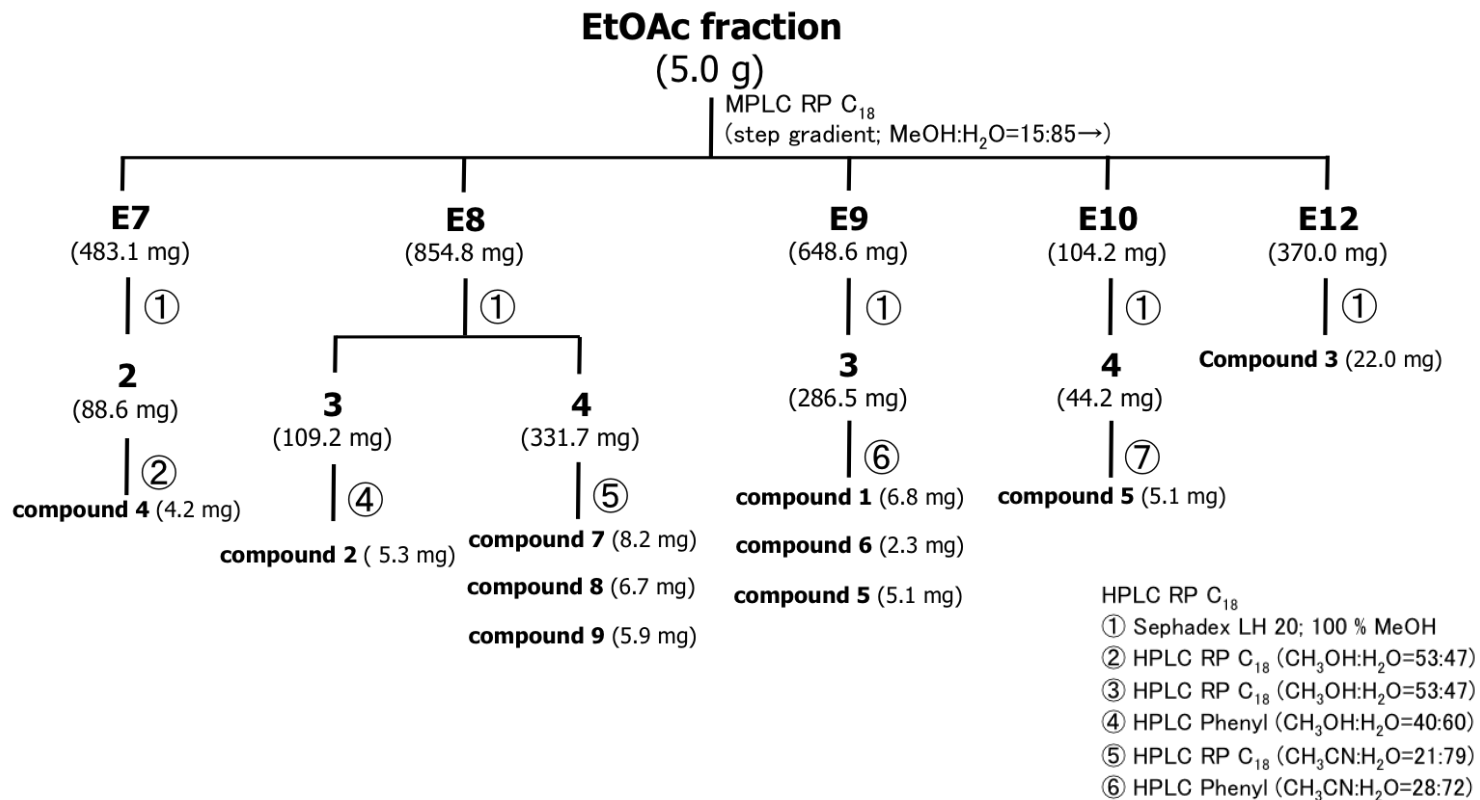 EtOAc fraction
(5.0 g)
MPLC RP C₁₈
(step gradient; MeOH:H₂O=15:85→)
E7
(483.1 mg)
①
2
(88.6 mg)
②
compound 4 (4.2 mg)
E8
(854.8 mg)
①
3
(109.2 mg)
④
compound 2 ( 5.3 mg)
4
(331.7 mg)
⑤
compound 7 (8.2 mg)
compound 8 (6.7 mg)
compound 9 (5.9 mg)
E9
(648.6 mg)
①
3
(286.5 mg)
⑥
compound 1 (6.8 mg)
compound 6 (2.3 mg)
compound 5 (5.1 mg)
E10
(104.2 mg)
①
4
(44.2 mg)
⑦
compound 5 (5.1 mg)
E12
(370.0 mg)
①
Compound 3 (22.0 mg)
HPLC RP C₁₈
① Sephadex LH 20; 100 % MeOH
② HPLC RP C₁₈ (CH₃OH:H₂O=53:47)
③ HPLC RP C₁₈ (CH₃OH:H₂O=53:47)
④ HPLC Phenyl (CH₃OH:H₂O=40:60)
⑤ HPLC RP C₁₈ (CH₃CN:H₂O=21:79)
⑥ HPLC Phenyl (CH₃CN:H₂O=28:72)